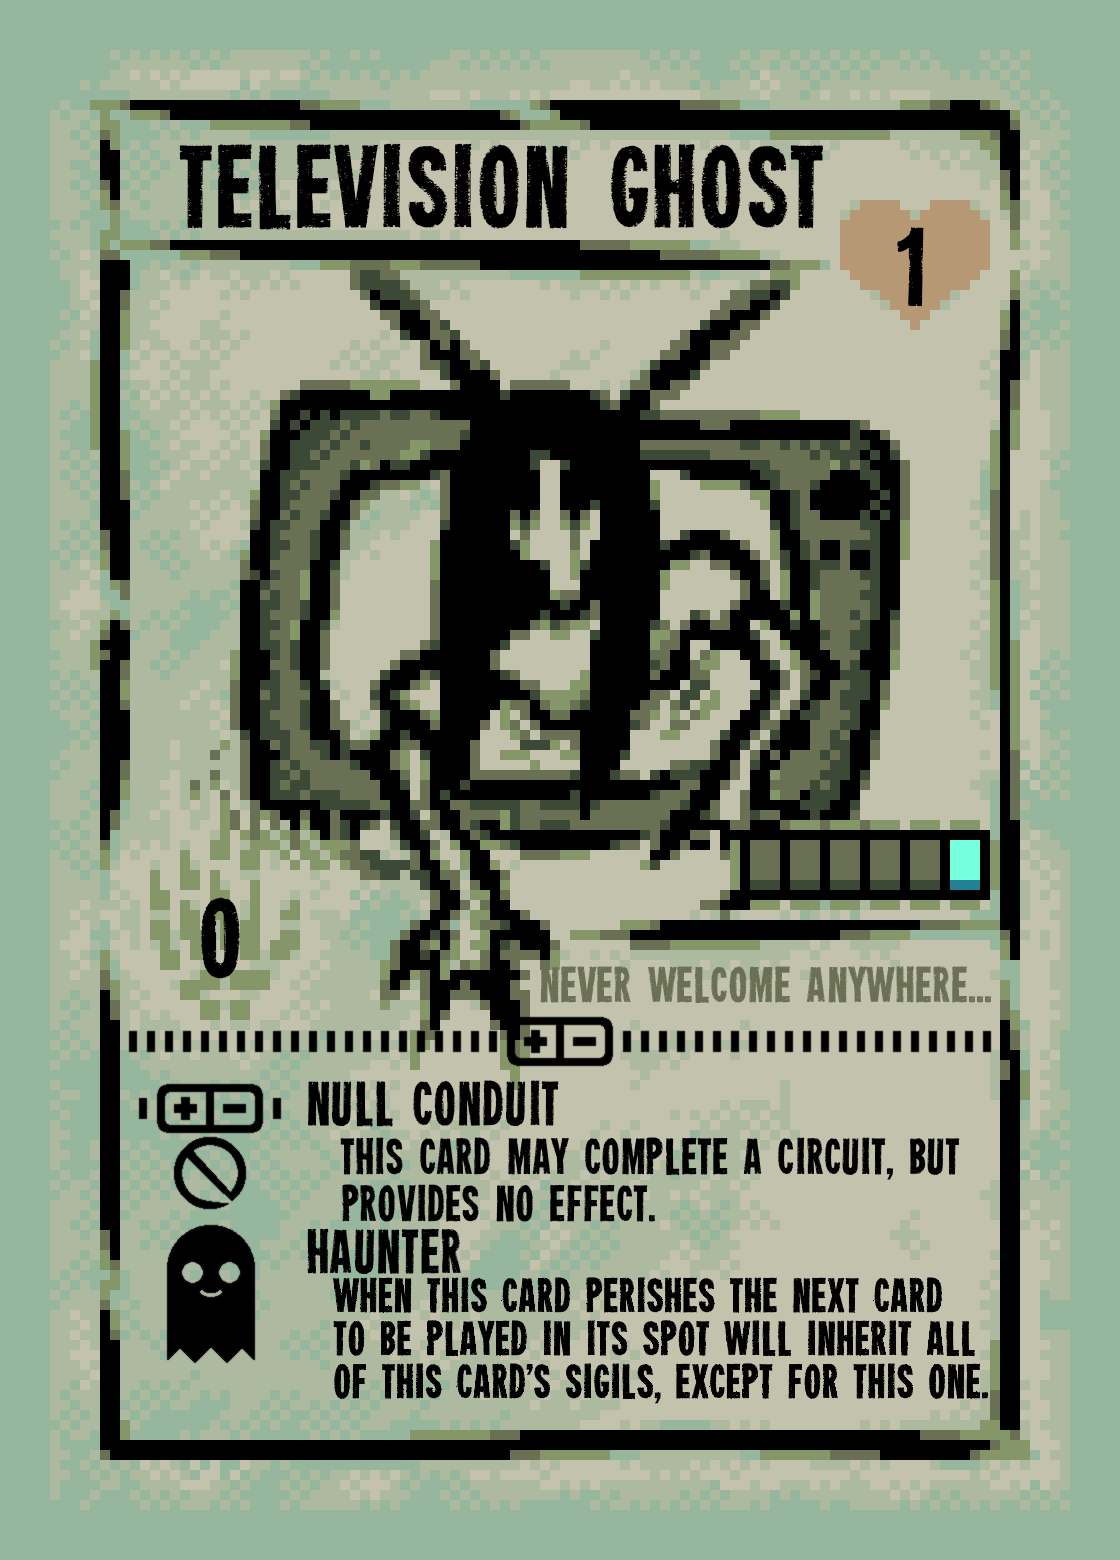 TELEVISION GHOST
1
0
NEVER WELCOME ANYWHERE...
NULL CONDUIT
THIS CARD MAY COMPLETE A CIRCUIT, BUT
PROVIDES NO EFFECT.
HAUNTER
WHEN THIS CARD PERISHES THE NEXT CARD
TO BE PLAYED IN ITS SPOT WILL INHERIT ALL
OF THIS CARD'S SIGILS, EXCEPT FOR THIS ONE.